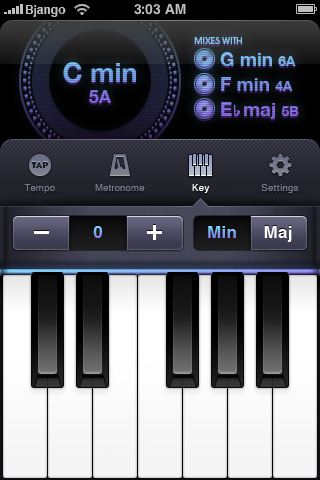 Bjango 3:03 AM
MIXES WITH
C min
5A
G min 6A
F min 4A
E♭ maj 5B
TAP
Tempo Metronome Key Settings
− 0 + Min Maj